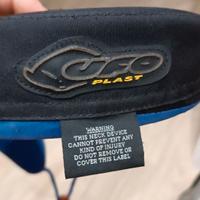 UFO
PLAST
WARNING
THIS NECK DEVICE
CANNOT PREVENT ANY
KIND OF INJURY
DO NOT REMOVE OR
COVER THIS LABEL